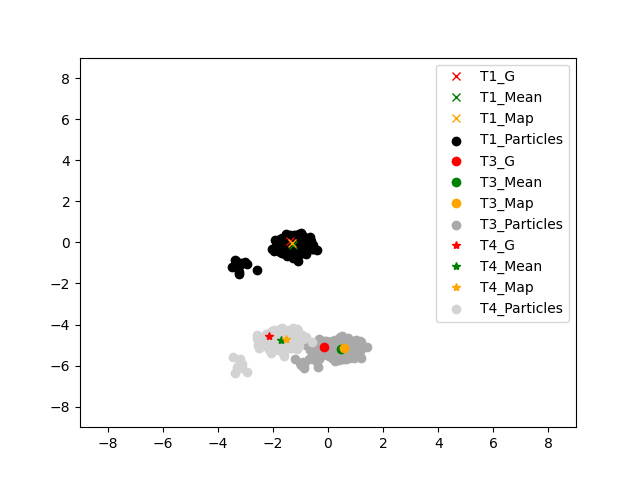 8
6
4
2
0
−2
−4
−6
−8
−8 −6 −4 −2 0 2 4 6 8
T1_G
T1_Mean
T1_Map
T1_Particles
T3_G
T3_Mean
T3_Map
T3_Particles
T4_G
T4_Mean
T4_Map
T4_Particles